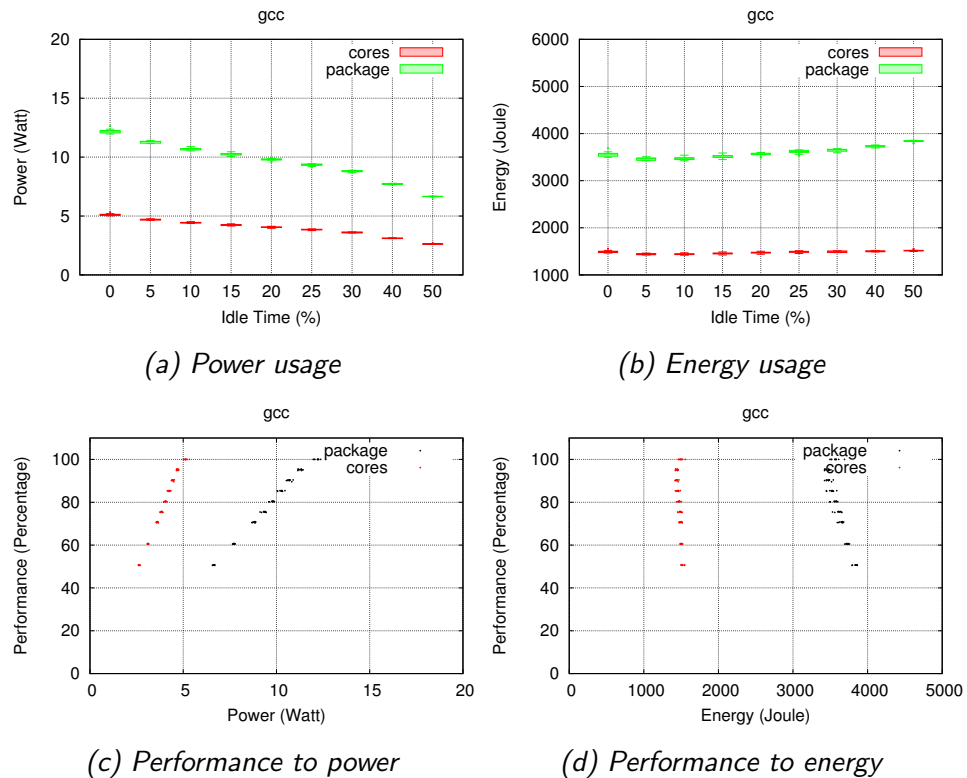 gcc
20
15
10
5
0
Power (Watt)
cores
package
0 5 10 15 20 25 30 40 50
Idle Time (%)
(a) Power usage
gcc
6000
5000
4000
3000
2000
1000
Energy (Joule)
cores
package
0 5 10 15 20 25 30 40 50
Idle Time (%)
(b) Energy usage
gcc
100
80
60
40
20
0
Performance (Percentage)
package
cores
0 5 10 15 20
Power (Watt)
(c) Performance to power
gcc
100
80
60
40
20
0
Performance (Percentage)
package
cores
0 1000 2000 3000 4000 5000
Energy (Joule)
(d) Performance to energy